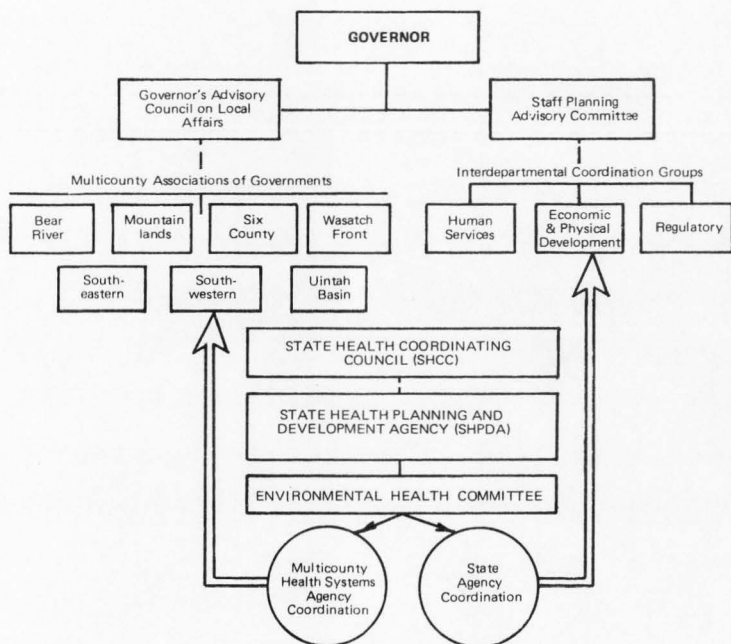 GOVERNOR
Governor's Advisory
Council on Local
Affairs
Staff Planning
Advisory Committee
Multicounty Associations of Governments
Interdepartmental Coordination Groups
Bear
River
Mountain
lands
Six
County
Wasatch
Front
Human
Services
Economic
& Physical
Development
Regulatory
South-
eastern
South-
western
Uintah
Basin
STATE HEALTH COORDINATING
COUNCIL (SHCC)
STATE HEALTH PLANNING AND
DEVELOPMENT AGENCY (SHPDA)
ENVIRONMENTAL HEALTH COMMITTEE
Multicounty
Health Systems
Agency
Coordination
State
Agency
Coordination